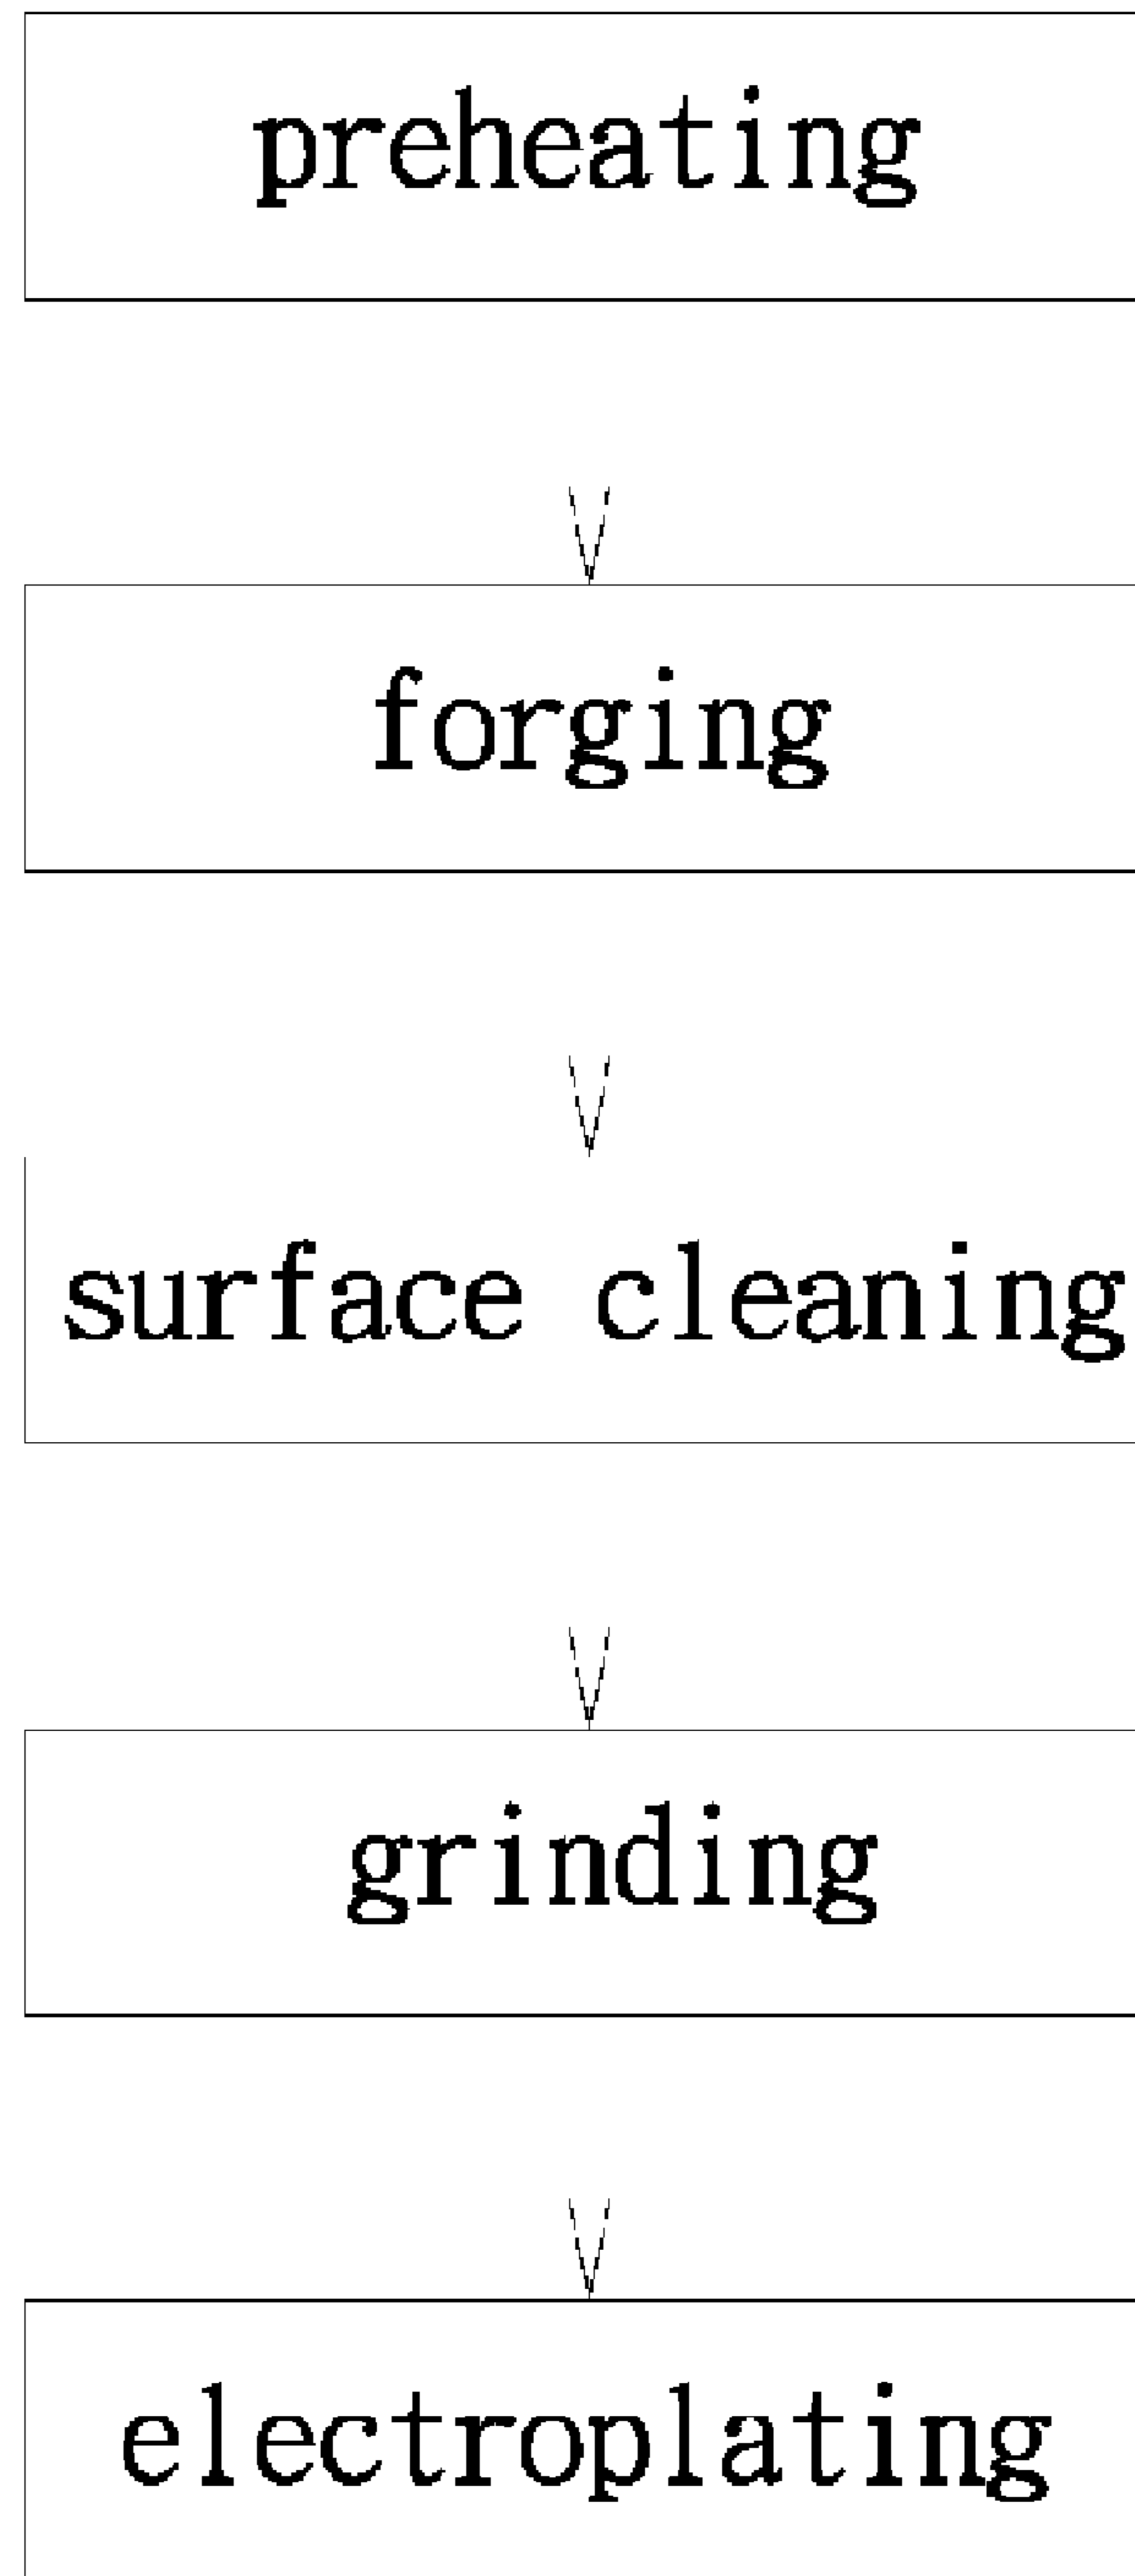 preheating
forging
surface cleaning
grinding
electroplating